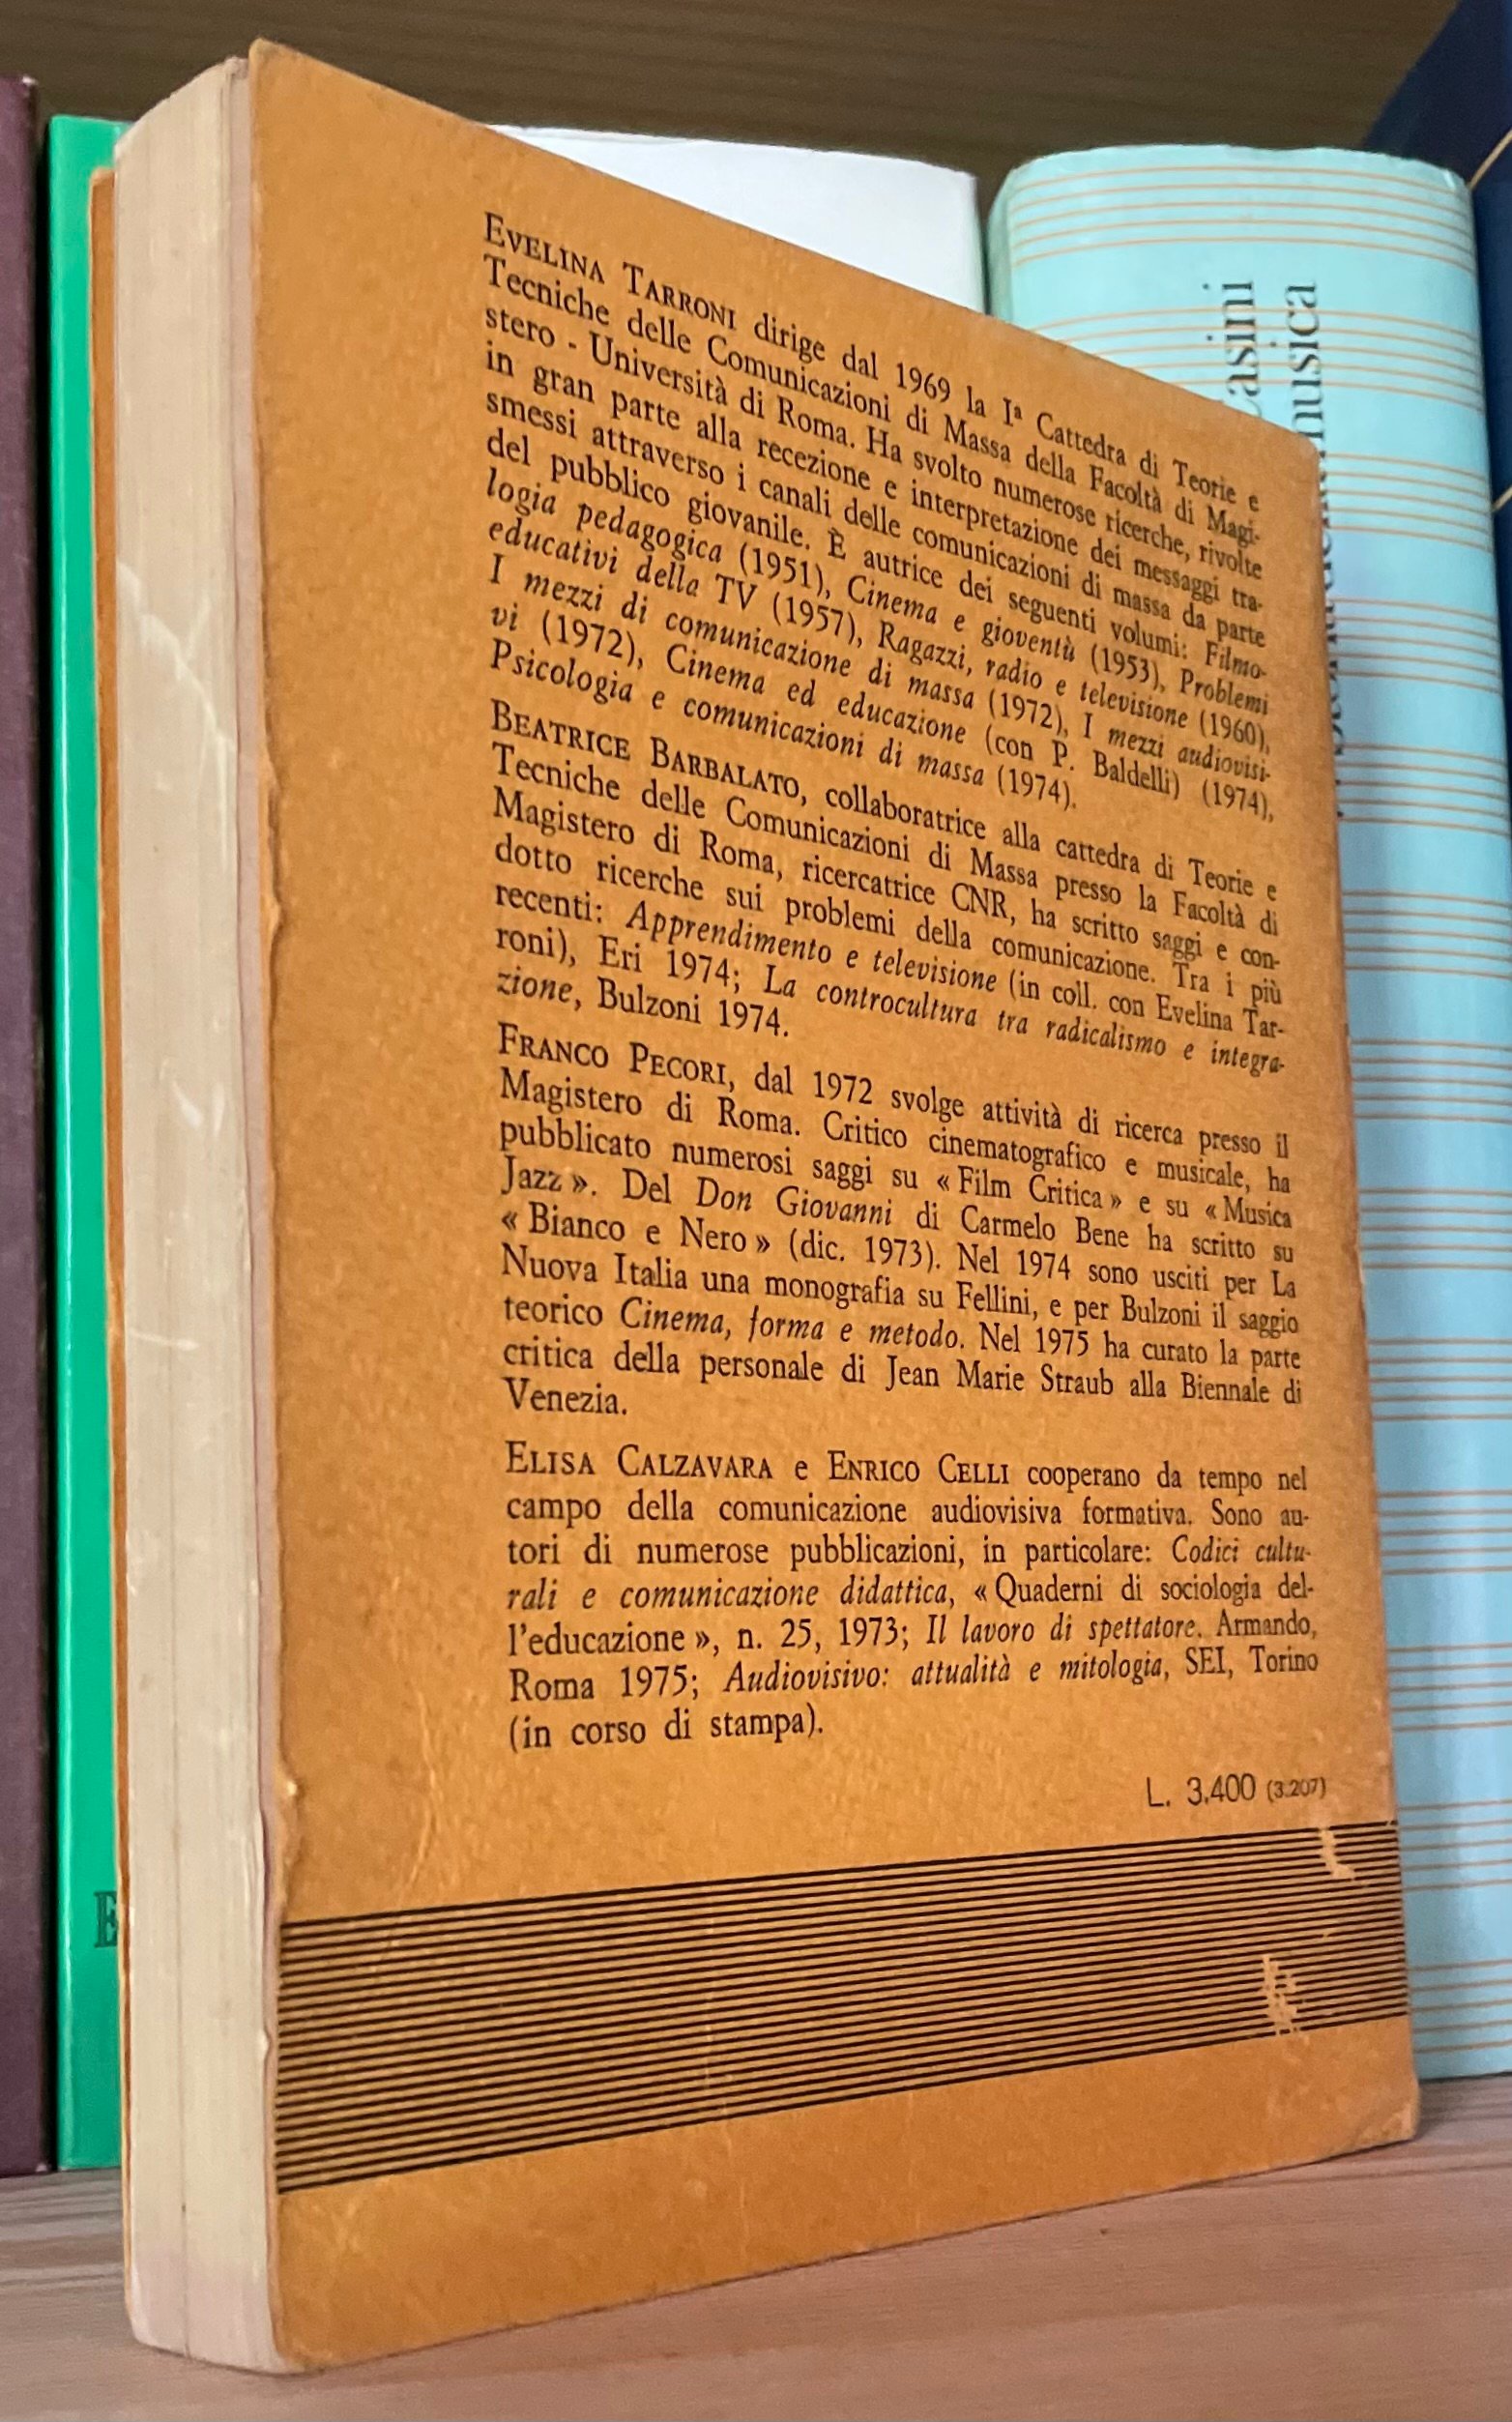 EVELINA TARRONI dirige dal 1969 la Iª Cattedra di Teorie e
Tecniche delle Comunicazioni di Massa della Facoltà di Magi-
stero - Università di Roma. Ha svolto numerose ricerche, rivolte
in gran parte alla recezione e interpretazione dei messaggi tra-
smessi attraverso i canali delle comunicazioni di massa da parte
del pubblico giovanile. È autrice dei seguenti volumi: Filmo-
logia pedagogica (1951), Cinema e gioventù (1953), Problemi
educativi della TV (1957), Ragazzi, radio e televisione (1960),
I mezzi di comunicazione di massa (1972), I mezzi audiovisi-
vi (1972), Cinema ed educazione (con P. Baldelli) (1974),
Psicologia e comunicazioni di massa (1974).
BEATRICE BARBALATO, collaboratrice alla cattedra di Teorie e
Tecniche delle Comunicazioni di Massa presso la Facoltà di
Magistero di Roma, ricercatrice CNR, ha scritto saggi e con-
dotto ricerche sui problemi della comunicazione. Tra i più
recenti: Apprendimento e televisione (in coll. con Evelina Tar-
roni), Eri 1974; La controcultura tra radicalismo e integra-
zione, Bulzoni 1974.
FRANCO PECORI, dal 1972 svolge attività di ricerca presso il
Magistero di Roma. Critico cinematografico e musicale, ha
pubblicato numerosi saggi su « Film Critica » e su « Musica
Jazz ». Del Don Giovanni di Carmelo Bene ha scritto su
« Bianco e Nero » (dic. 1973). Nel 1974 sono usciti per La
Nuova Italia una monografia su Fellini, e per Bulzoni il saggio
teorico Cinema, forma e metodo. Nel 1975 ha curato la parte
critica della personale di Jean Marie Straub alla Biennale di
Venezia.
ELISA CALZAVARA e ENRICO CELLI cooperano da tempo nel
campo della comunicazione audiovisiva formativa. Sono au-
tori di numerose pubblicazioni, in particolare: Codici cultu-
rali e comunicazione didattica, « Quaderni di sociologia del-
l'educazione », n. 25, 1973; Il lavoro di spettatore. Armando,
Roma 1975; Audiovisivo: attualità e mitologia, SEI, Torino
(in corso di stampa).
L. 3.400 (3.207)
E
musica